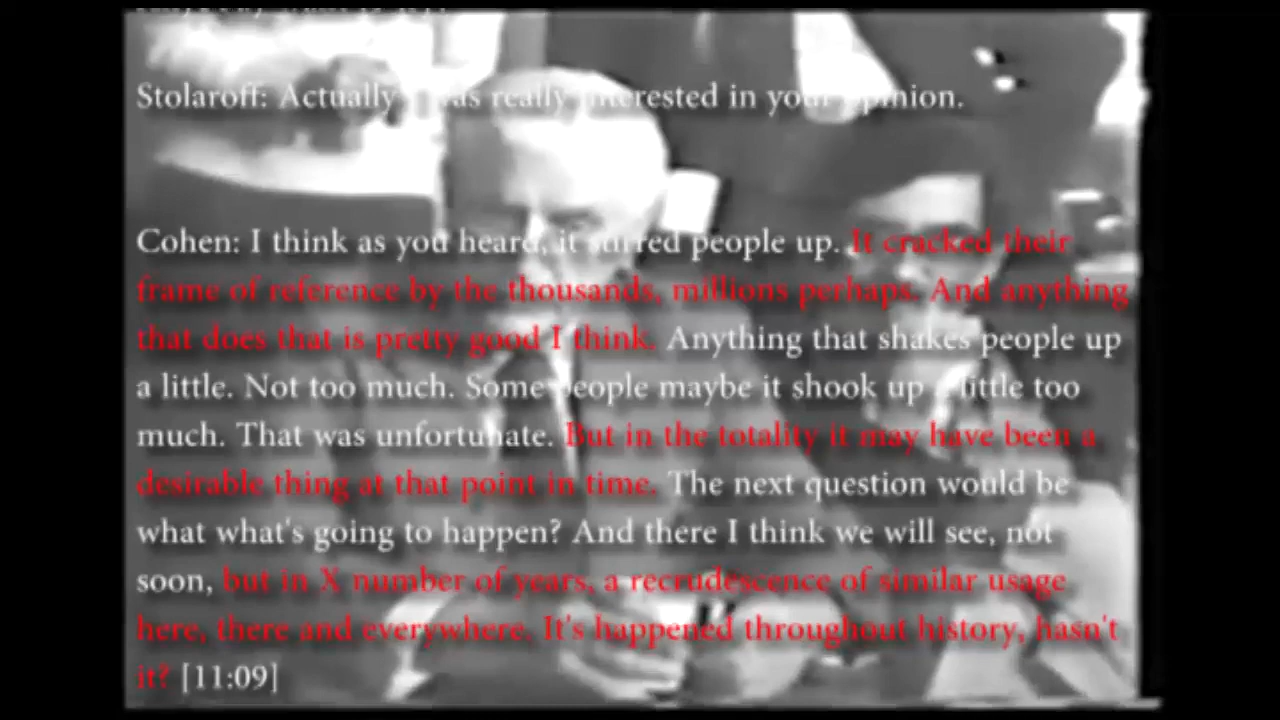 Stolaroff: Actually I was really interested in your opinion.
Cohen: I think as you heard, it stirred people up. It cracked their
frame of reference by the thousands, millions perhaps. And anything
that does that is pretty good I think. Anything that shakes people up
a little. Not too much. Some people maybe it shook up a little too
much. That was unfortunate. But in the totality it may have been a
desirable thing at that point in time. The next question would be
what what's going to happen? And there I think we will see, not
soon, but in X number of years, a recrudescence of similar usage
here, there and everywhere. It's happened throughout history, hasn't
it? [11:09]